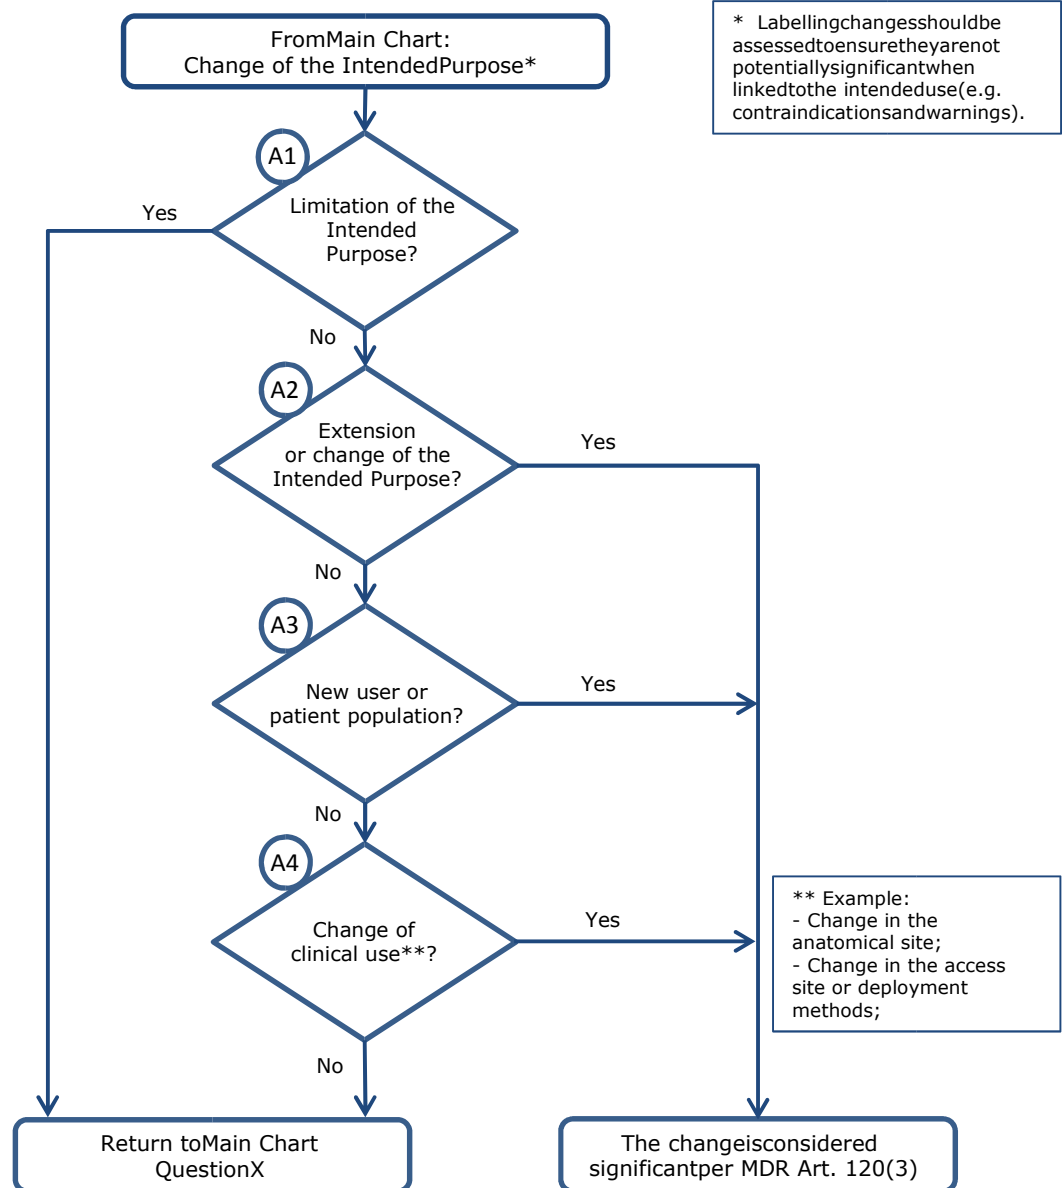 FromMain Chart:
Change of the IntendedPurpose*
* Labellingchangesshouldbe
assessedtoensuretheyarenot
potentiallysignificantwhen
linkedtothe intendeduse(e.g.
contraindicationsandwarnings).
A1
Limitation of the
Intended
Purpose?
Yes
No
A2
Extension
or change of the
Intended Purpose?
Yes
No
A3
New user or
patient population?
Yes
No
A4
Change of
clinical use**?
Yes
No
** Example:
- Change in the
anatomical site;
- Change in the access
site or deployment
methods;
Return toMain Chart
QuestionX
The changeisconsidered
significantper MDR Art. 120(3)